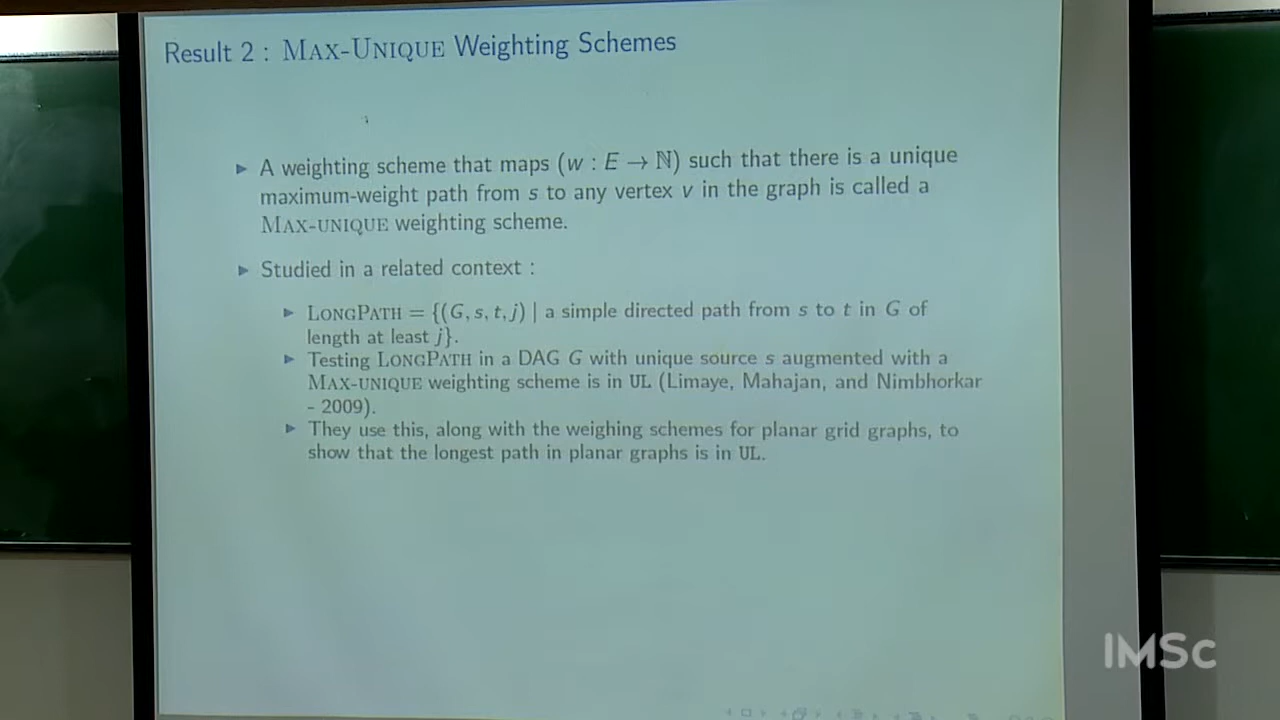 Result 2 : MAX-UNIQUE Weighting Schemes
▶ A weighting scheme that maps (w : E → ℕ) such that there is a unique
maximum-weight path from s to any vertex v in the graph is called a
MAX-UNIQUE weighting scheme.
▶ Studied in a related context :
▶ LONGPATH = {(G, s, t, j) | a simple directed path from s to t in G of
length at least j}.
▶ Testing LONGPATH in a DAG G with unique source s augmented with a
MAX-UNIQUE weighting scheme is in UL (Limaye, Mahajan, and Nimbhorkar
- 2009).
▶ They use this, along with the weighing schemes for planar grid graphs, to
show that the longest path in planar graphs is in UL.
IMSc